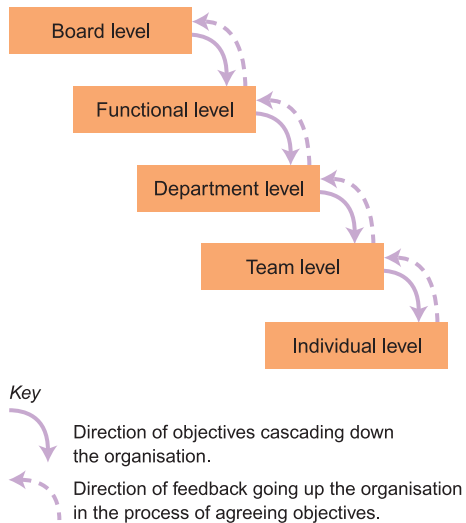 Board level
Functional level
Department level
Team level
Individual level
Key
Direction of objectives cascading down
the organisation.
Direction of feedback going up the organisation
in the process of agreeing objectives.